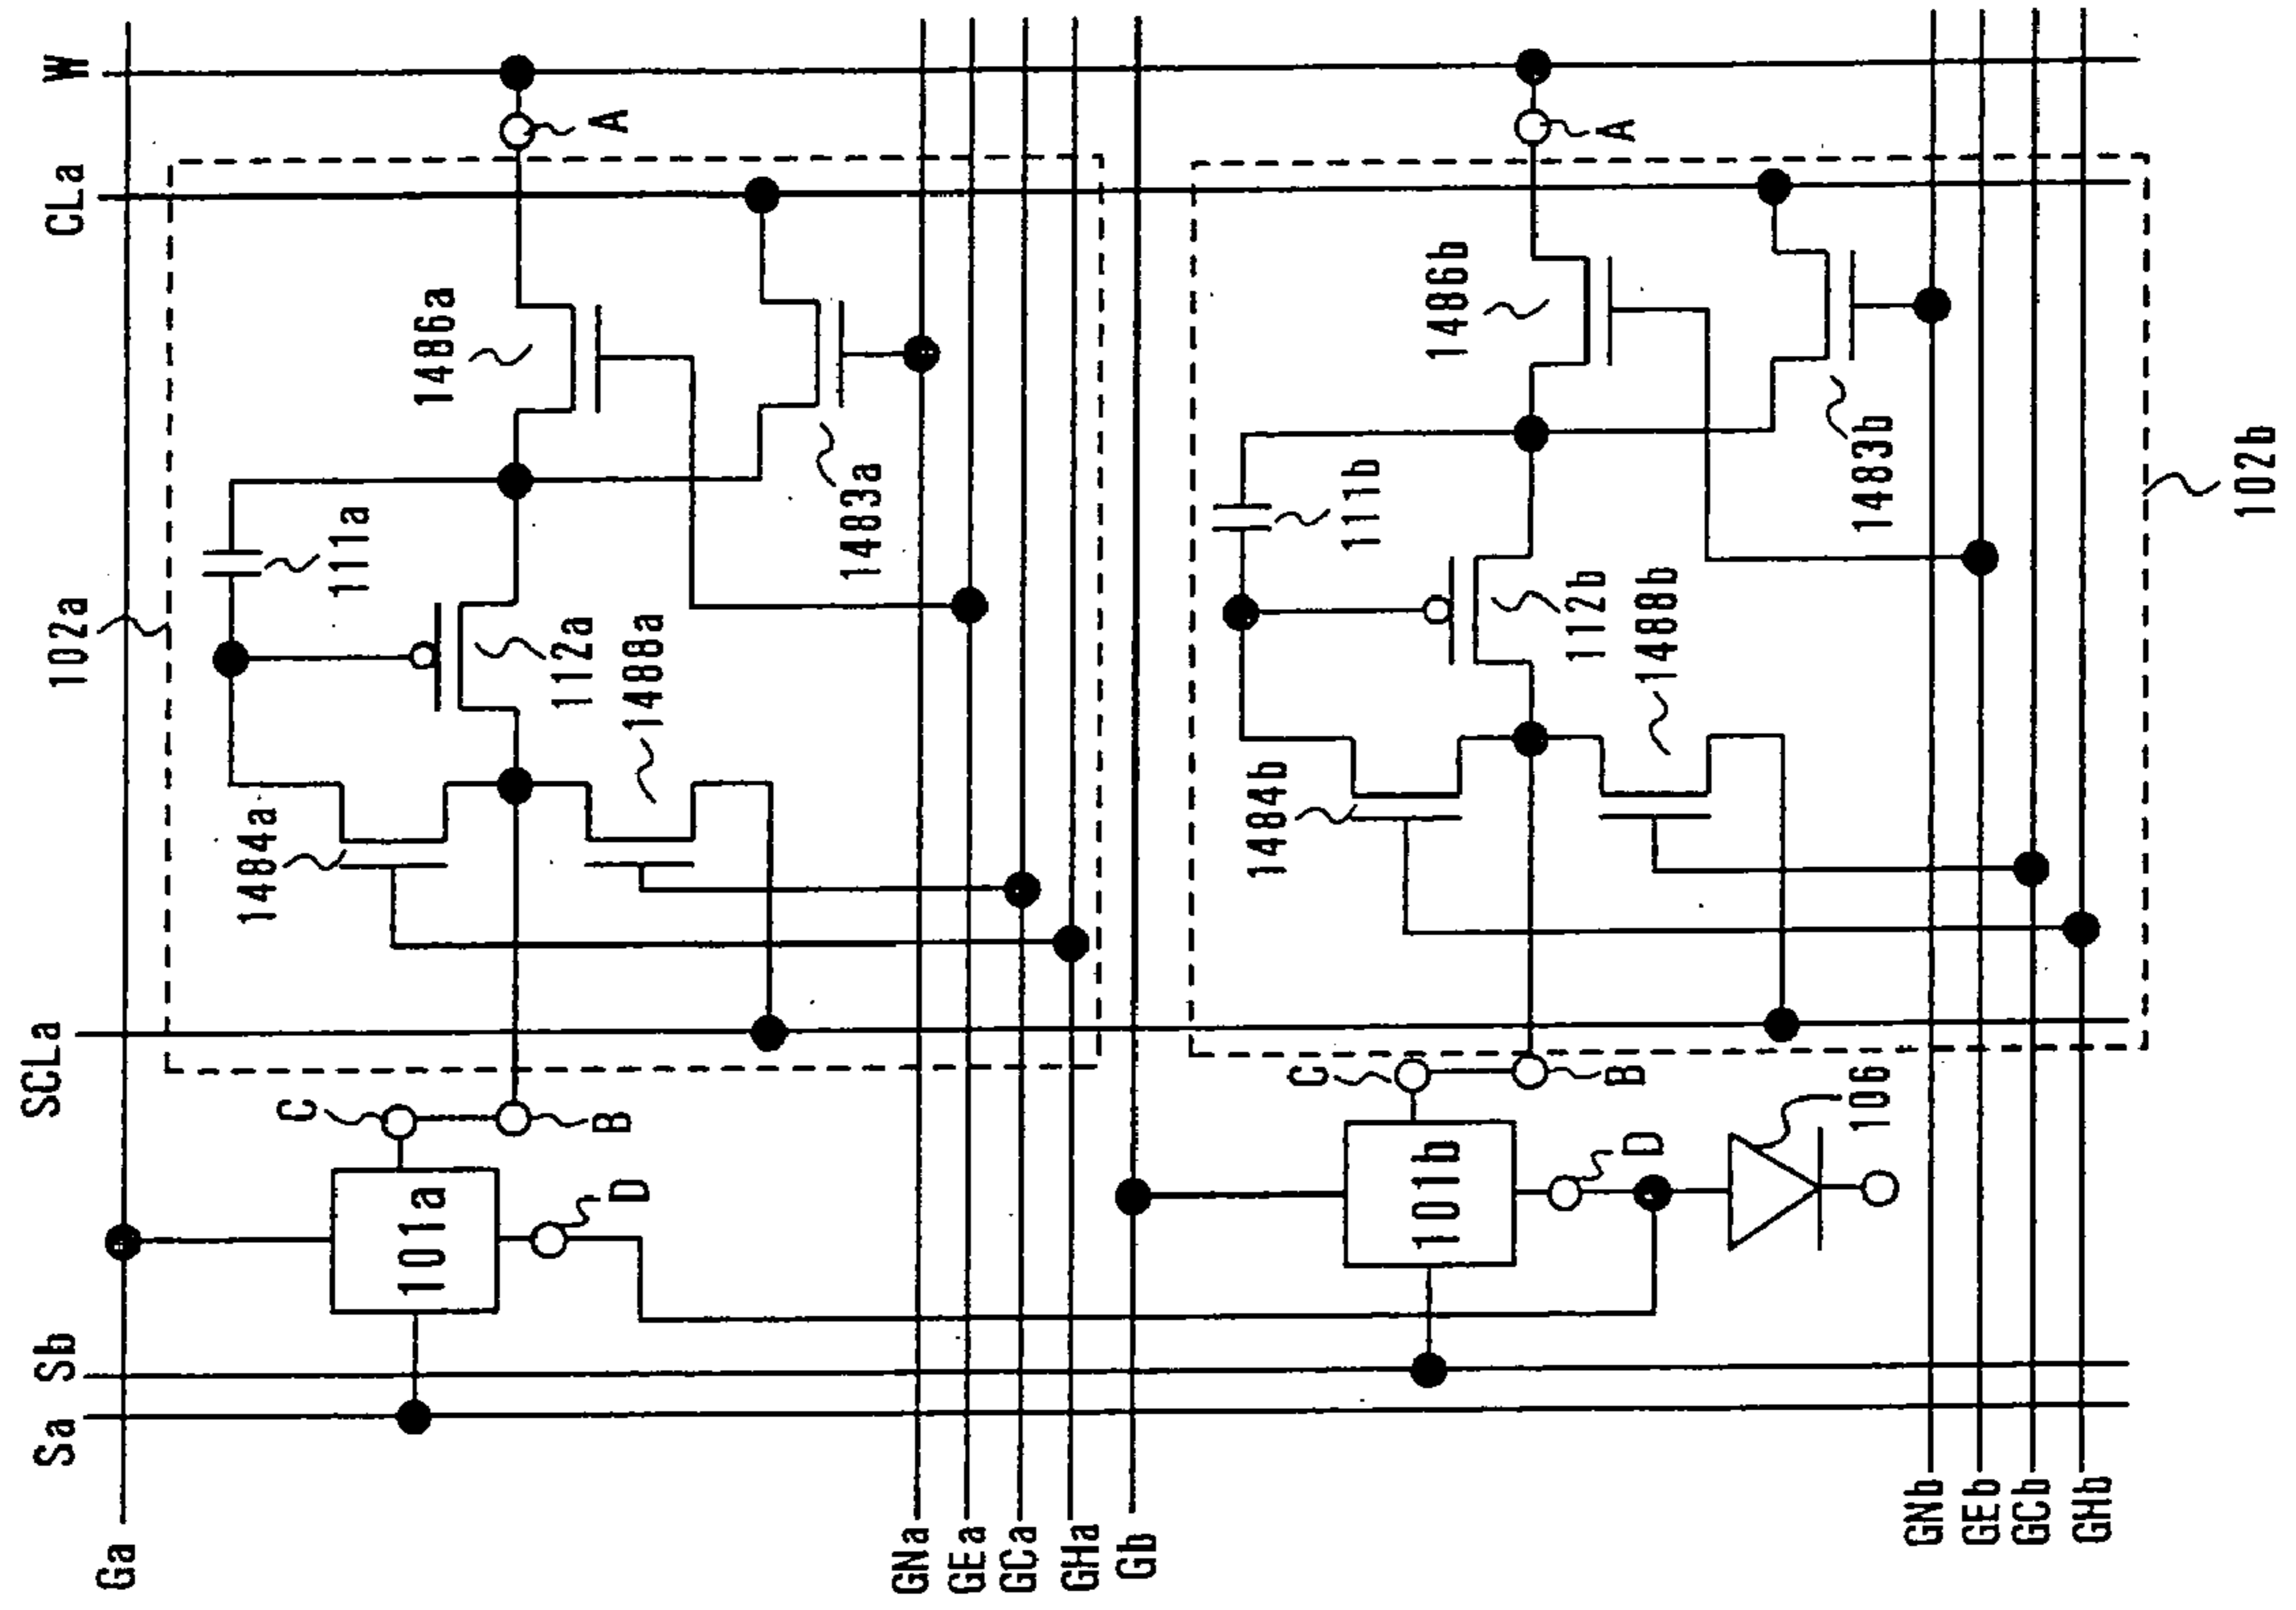 W
CLa
102a
SCLa
Sb
Sa
A
1486a
111a
1483a
112a
1488a
1484a
C
B
101a
D
Ga
GNa
GEa
GCa
GHa
Gb
A
1486b
111b
1483b
102b
112b
1488b
1484b
C
B
106
101b
D
GNb
GEb
GCb
GHb